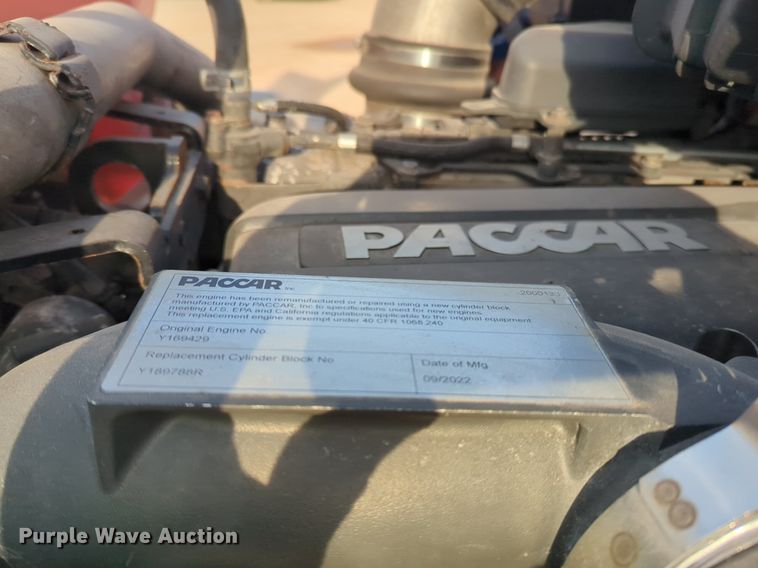 PACCAR
PACCAR Inc
This engine has been remanufactured or repaired using a new cylinder block
manufactured by PACCAR, Inc to specifications used for new engines
meeting U.S. EPA and California regulations applicable to the original equipment.
This replacement engine is exempt under 40 CFR 1068.240
Original Engine No
Y169429
Replacement Cylinder Block No
Y189788R
Date of Mfg
09/2022
Purple Wave Auction